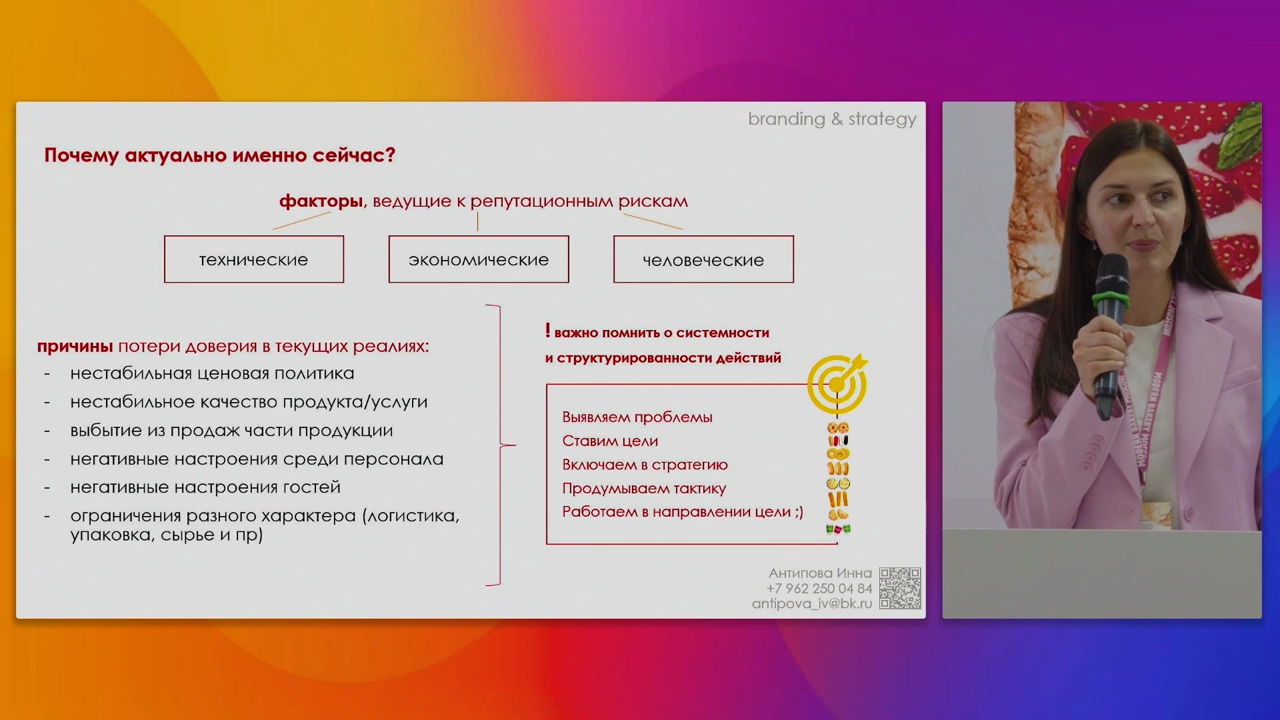 branding & strategy
Почему актуально именно сейчас?
факторы, ведущие к репутационным рискам
технические
экономические
человеческие
причины потери доверия в текущих реалиях:
- нестабильная ценовая политика
- нестабильное качество продукта/услуги
- выбытие из продаж части продукции
- негативные настроения среди персонала
- негативные настроения гостей
- ограничения разного характера (логистика,
упаковка, сырье и пр)
! важно помнить о системности
и структурированности действий
Выявляем проблемы
Ставим цели
Включаем в стратегию
Продумываем тактику
Работаем в направлении цели ;)
Антипова Инна
+7 962 250 04 84
antipova_iv@bk.ru
MODERN BAKERY MOSCOW